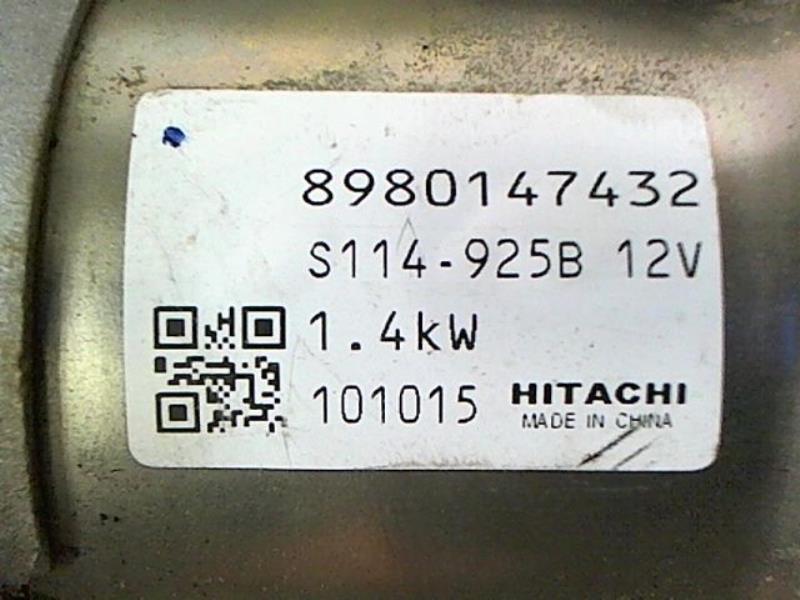 8980147432
S114-925B 12V
1.4kW
101015 HITACHI
MADE IN CHINA